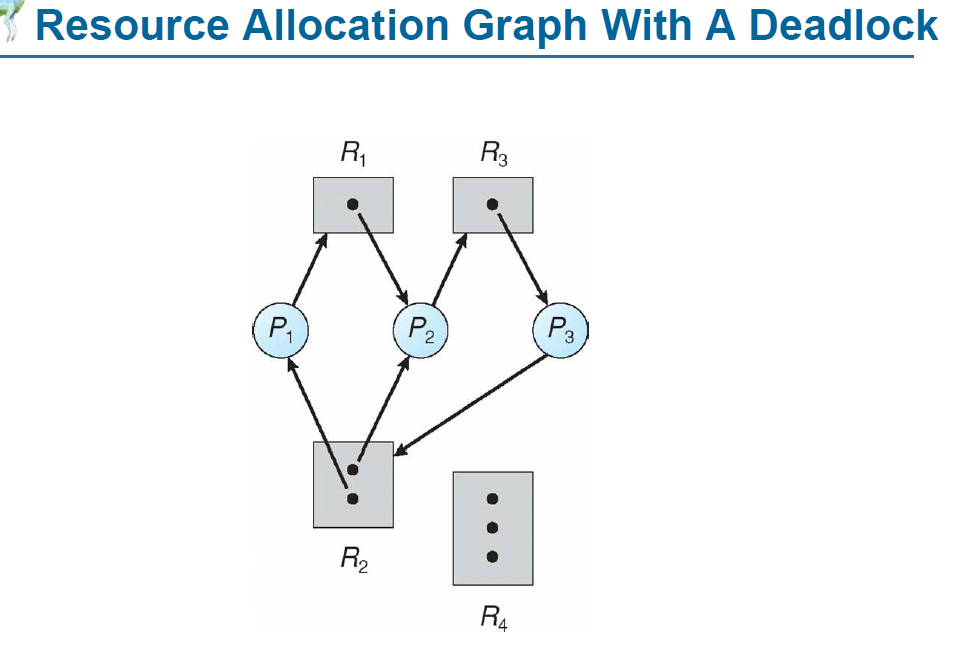 Resource Allocation Graph With A Deadlock
R₁ R₃
P₁ P₂ P₃
R₂
R₄